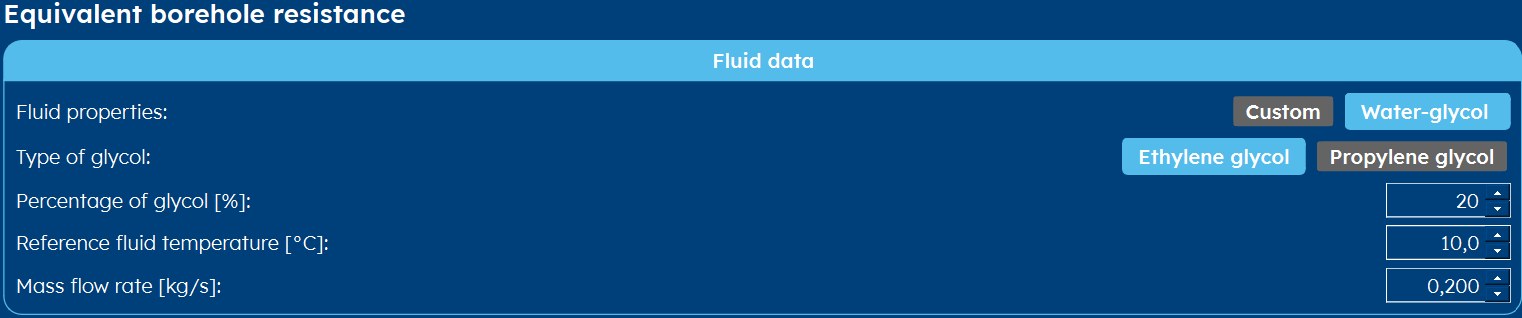 Equivalent borehole resistance
Fluid data
Fluid properties: Custom Water-glycol
Type of glycol: Ethylene glycol Propylene glycol
Percentage of glycol [%]: 20
Reference fluid temperature [°C]: 10,0
Mass flow rate [kg/s]: 0,200